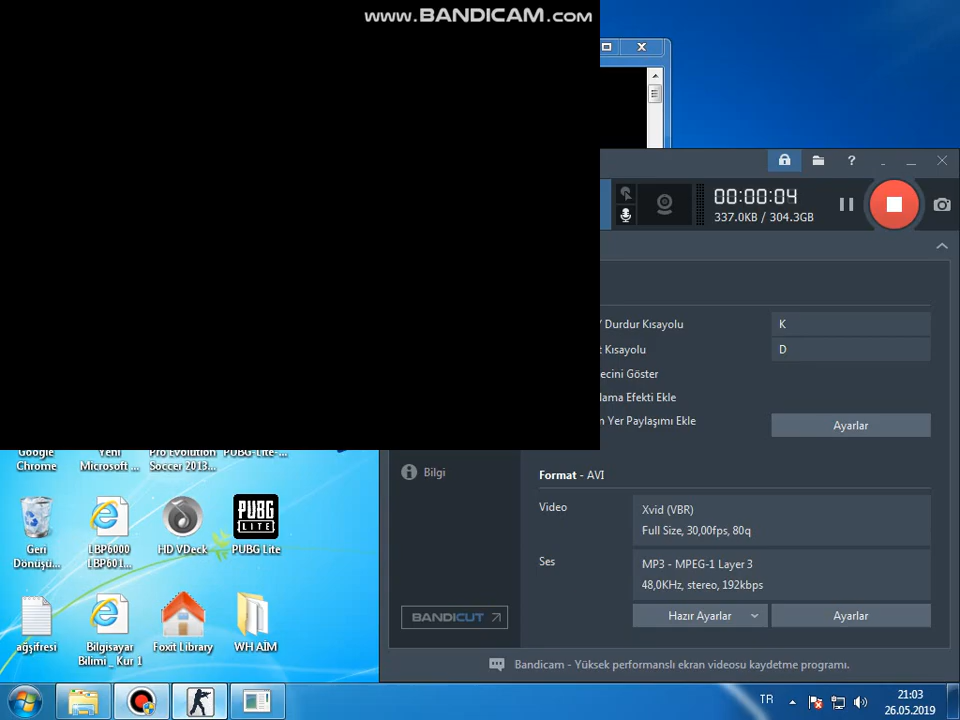 www.BANDICAM.com
00:00:04
337.0KB / 304.3GB
/ Durdur Kısayolu
K
t Kısayolu
D
ecini Göster
lama Efekti Ekle
n Yer Paylaşımı Ekle
Ayarlar
Bilgi
Format - AVI
Video
Xvid (VBR)
Full Size, 30,00fps, 80q
Ses
MP3 - MPEG-1 Layer 3
48,0KHz, stereo, 192kbps
Hazır Ayarlar
Ayarlar
BANDICUT
Bandicam - Yüksek performanslı ekran videosu kaydetme programı.
Google Chrome
Yeni Microsoft ...
Pro Evolution Soccer 2013...
PUBG-Lite-...
Geri Dönüşü...
LBP6000 LBP601...
HD VDeck
PUBG LITE
PUBG Lite
ağşifresi
Bilgisayar Bilimi _ Kur 1
Foxit Library
WH AİM
TR
21:03
26.05.2019